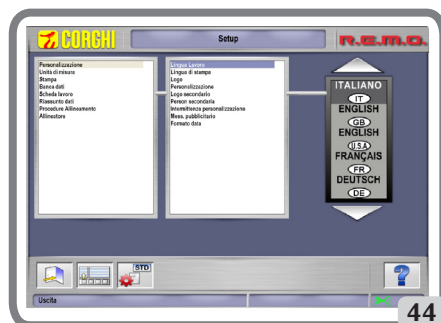 CORGHI
Setup
R.E.M.O.
Personalizzazione
Unità di misura
Stampa
Banca dati
Scheda lavoro
Riassunto dati
Procedure Allineamento
Allineatore
Lingua Lavoro
Lingua di stampa
Logo
Personalizzazione
Logo secondario
Person secondaria
Intermittenza personalizzazione
Mess. pubblicitario
Formato data
ITALIANO
IT
ENGLISH
GB
ENGLISH
U.S.A
FRANÇAIS
FR
DEUTSCH
DE
STD
?
Uscita
44